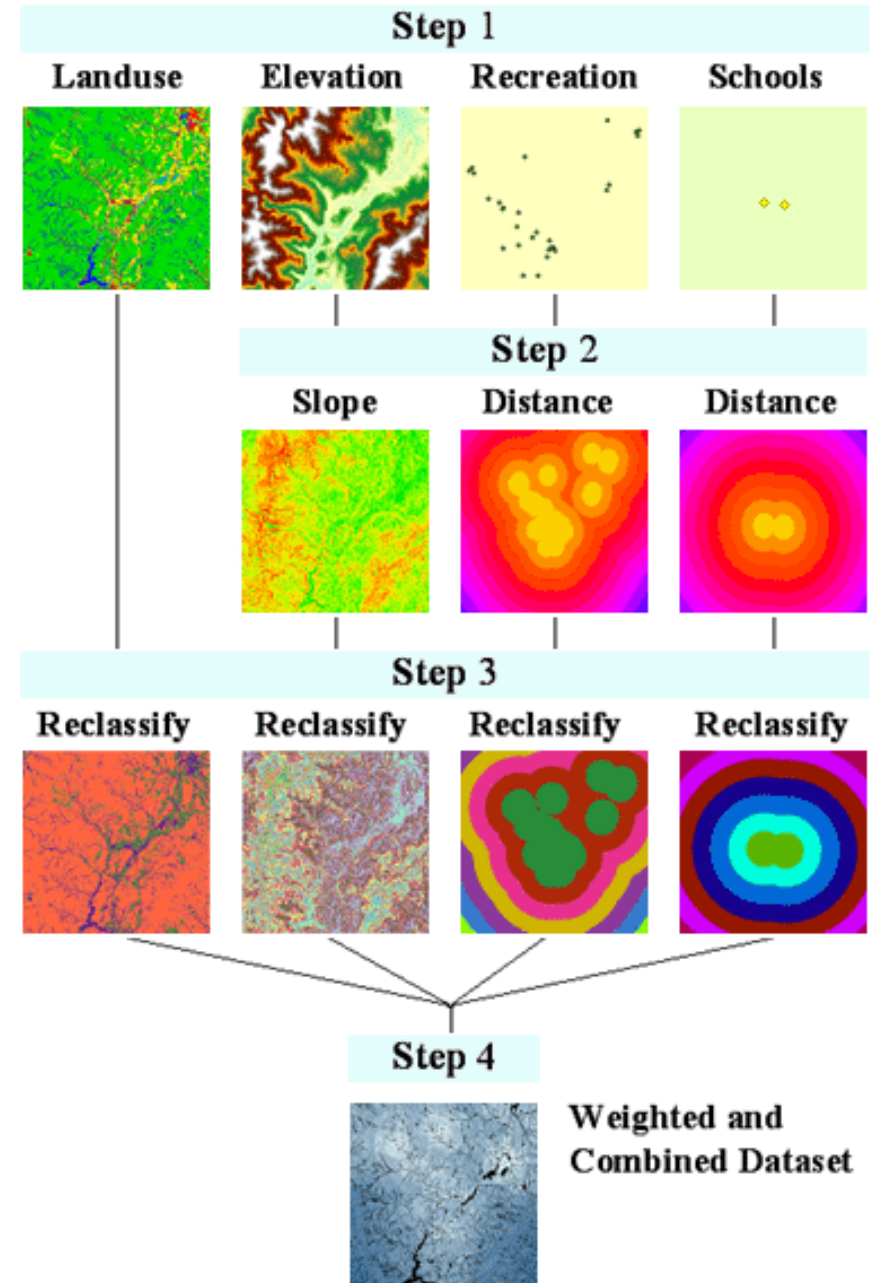 Step 1
Landuse Elevation Recreation Schools
Step 2
Slope Distance Distance
Step 3
Reclassify Reclassify Reclassify Reclassify
Step 4
Weighted and
Combined Dataset